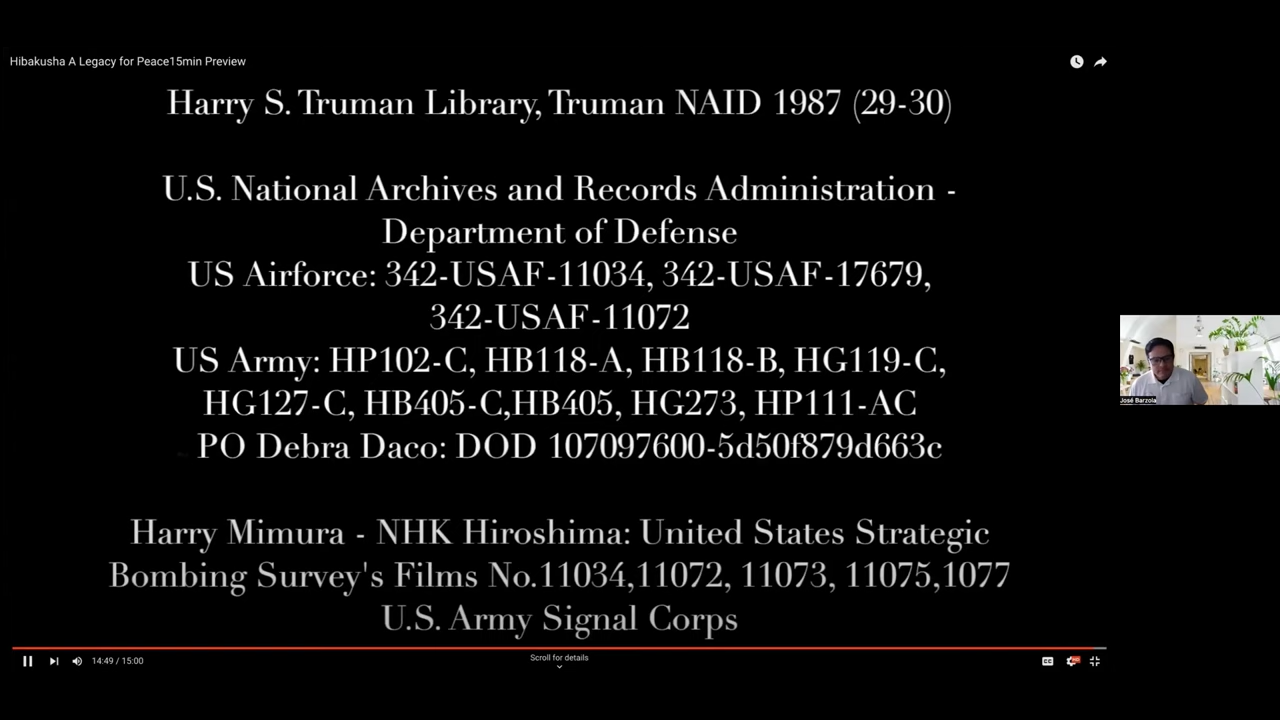 Hibakusha A Legacy for Peace15min Preview
Harry S. Truman Library, Truman NAID 1987 (29-30)
U.S. National Archives and Records Administration -
Department of Defense
US Airforce: 342-USAF-11034, 342-USAF-17679,
342-USAF-11072
US Army: HP102-C, HB118-A, HB118-B, HG119-C,
HG127-C, HB405-C,HB405, HG273, HP111-AC
PO Debra Daco: DOD 107097600-5d50f879d663c
Harry Mimura - NHK Hiroshima: United States Strategic
Bombing Survey's Films No.11034,11072, 11073, 11075,1077
U.S. Army Signal Corps
José Barzola
14:49 / 15:00
Scroll for details
CC